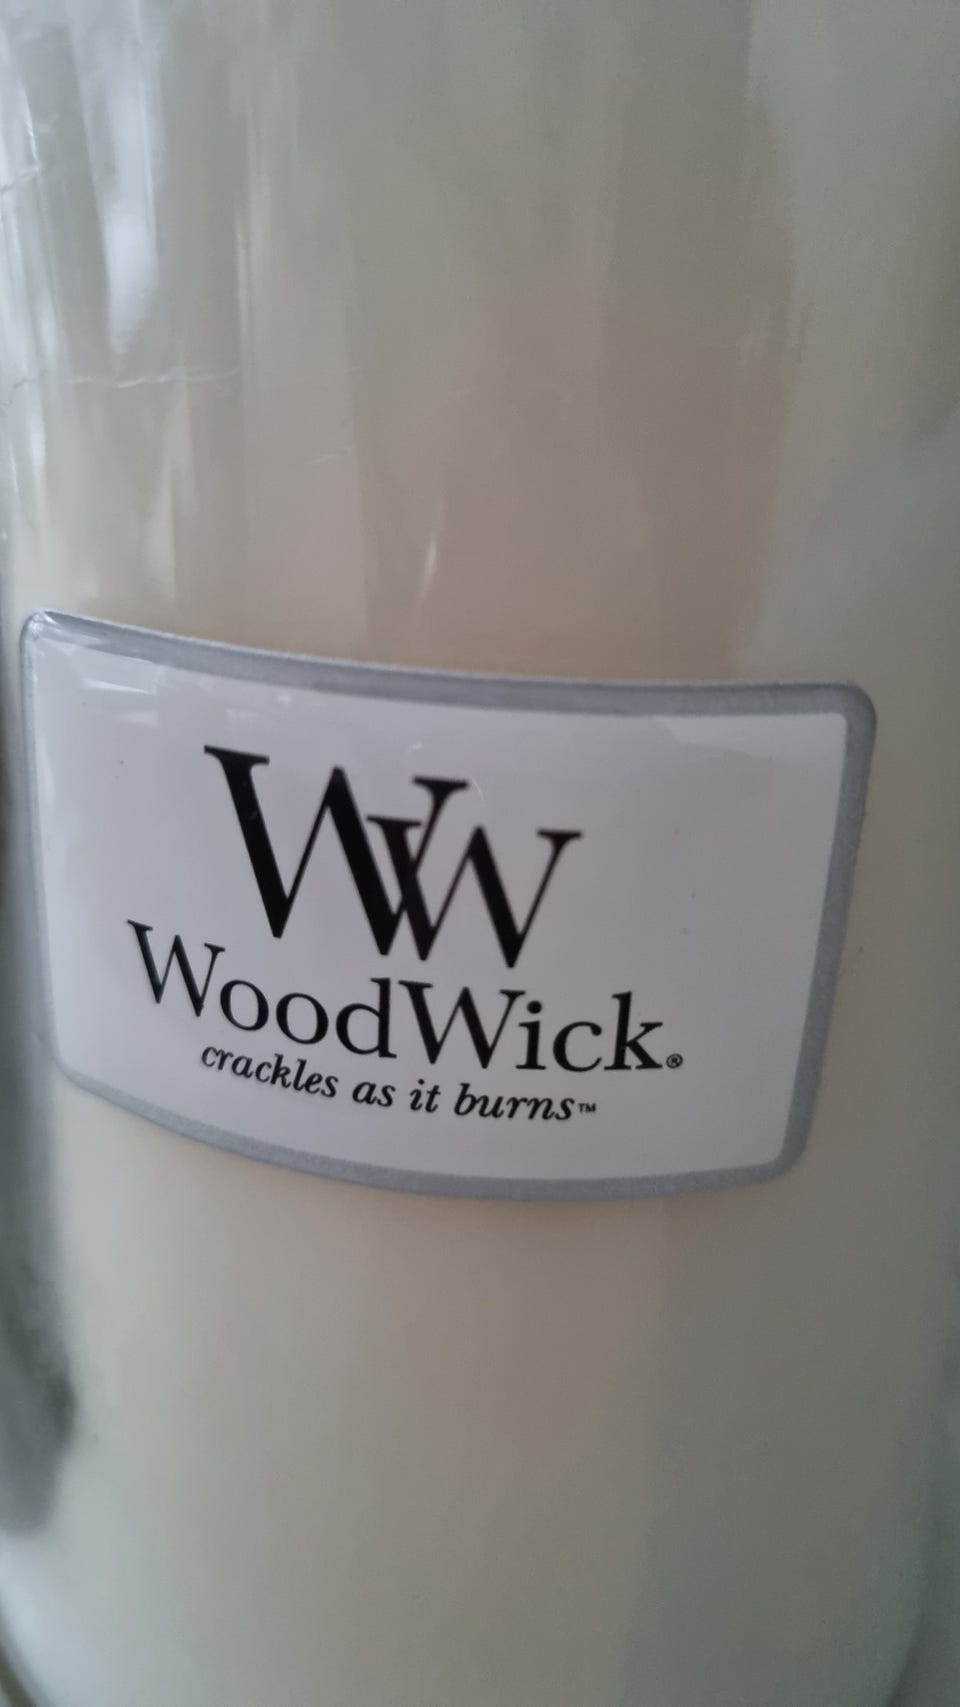 WW
WoodWick®
crackles as it burns™